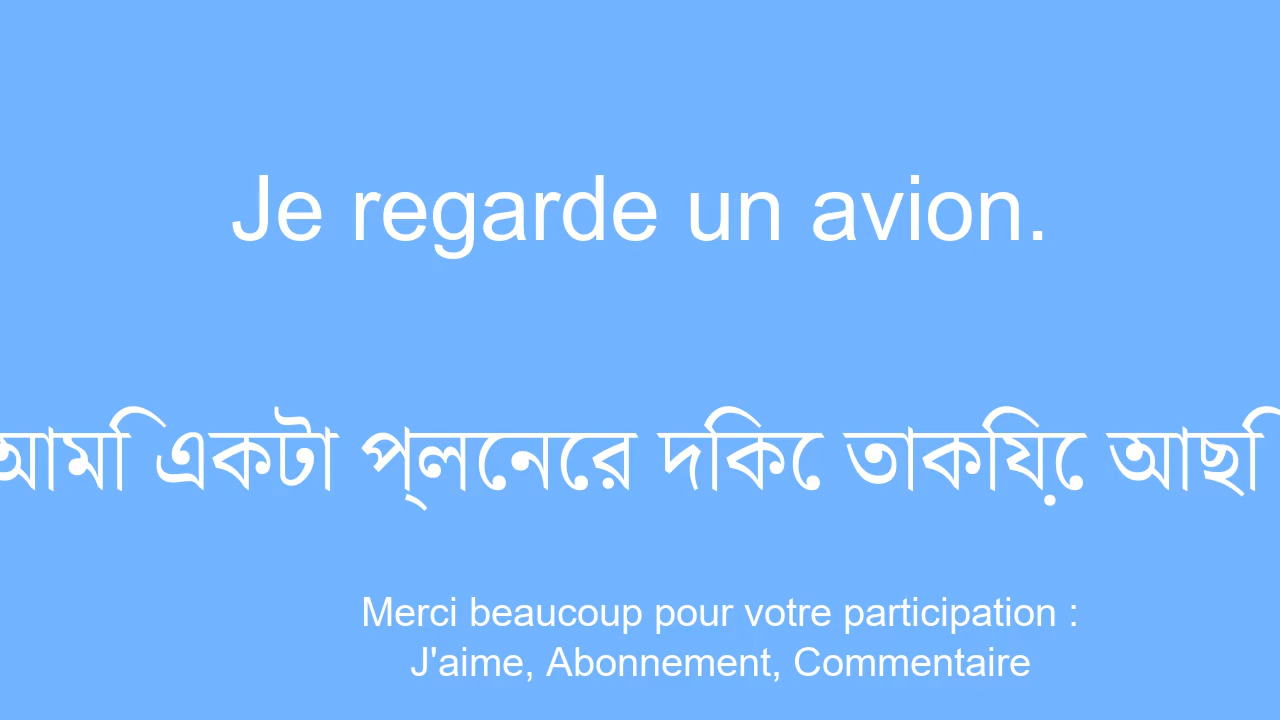 Je regarde un avion.
আমি একটা প্লেনের দিকে তাকিয়ে আছি
Merci beaucoup pour votre participation :
J'aime, Abonnement, Commentaire